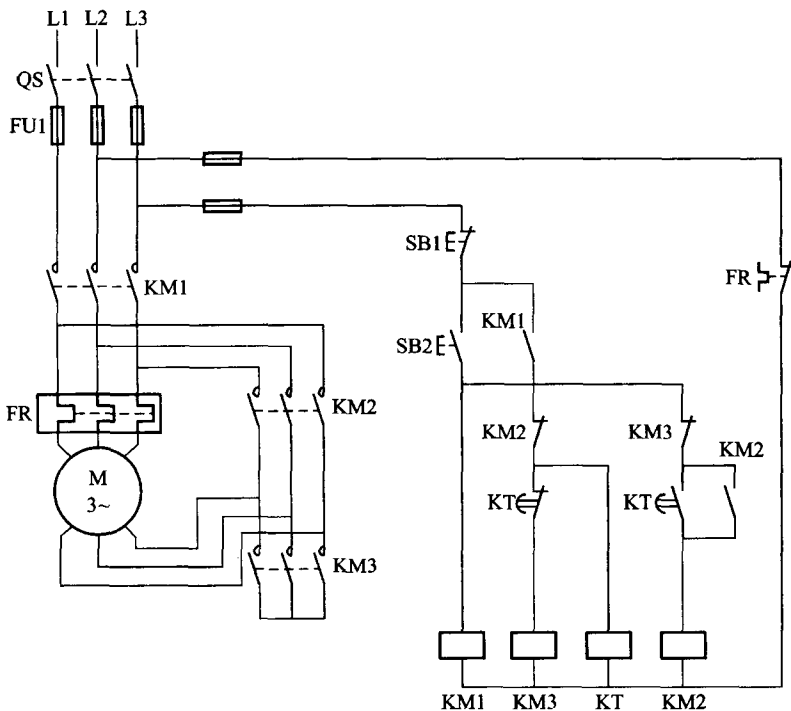 L1 L2 L3
QS
FU1
SB1
FR
KM1
KM1
SB2
FR
KM2
KM2
KM3
KM2
M
3~
KT
KT
KM3
KM1 KM3 KT KM2